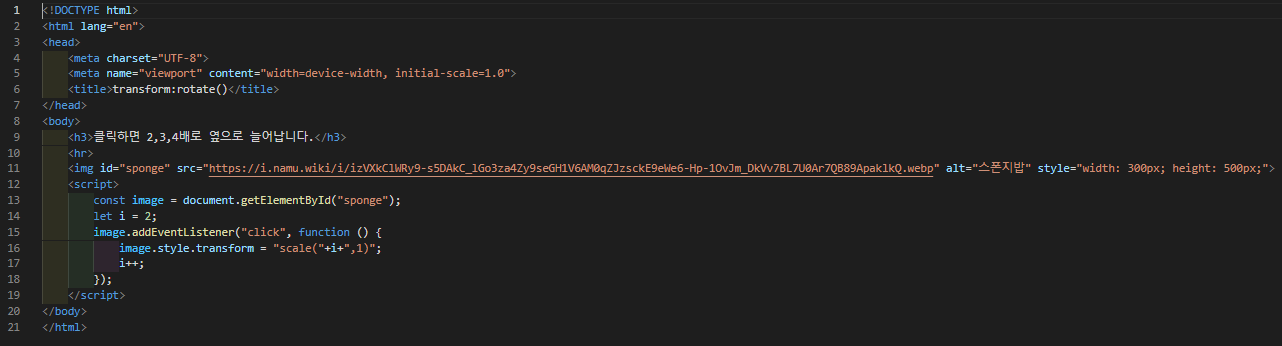 1 <!DOCTYPE html>
2 <html lang="en">
3 <head>
4 <meta charset="UTF-8">
5 <meta name="viewport" content="width=device-width, initial-scale=1.0">
6 <title>transform:rotate()</title>
7 </head>
8 <body>
9 <h3>클릭하면 2,3,4배로 옆으로 늘어납니다.</h3>
10 <hr>
11 <img id="sponge" src="https://i.namu.wiki/i/izVXkClWRy9-s5DAkC_lGo3za4Zy9seGH1V6AM0qZJzsckE9eWe6-Hp-1OvJm_DkVv7BL7U0Ar7QB89Apak1kQ.webp" alt="스폰지밥" style="width: 300px; height: 500px;">
12 <script>
13 const image = document.getElementById("sponge");
14 let i = 2;
15 image.addEventListener("click", function () {
16 image.style.transform = "scale("+i+",1)";
17 i++;
18 });
19 </script>
20 </body>
21 </html>